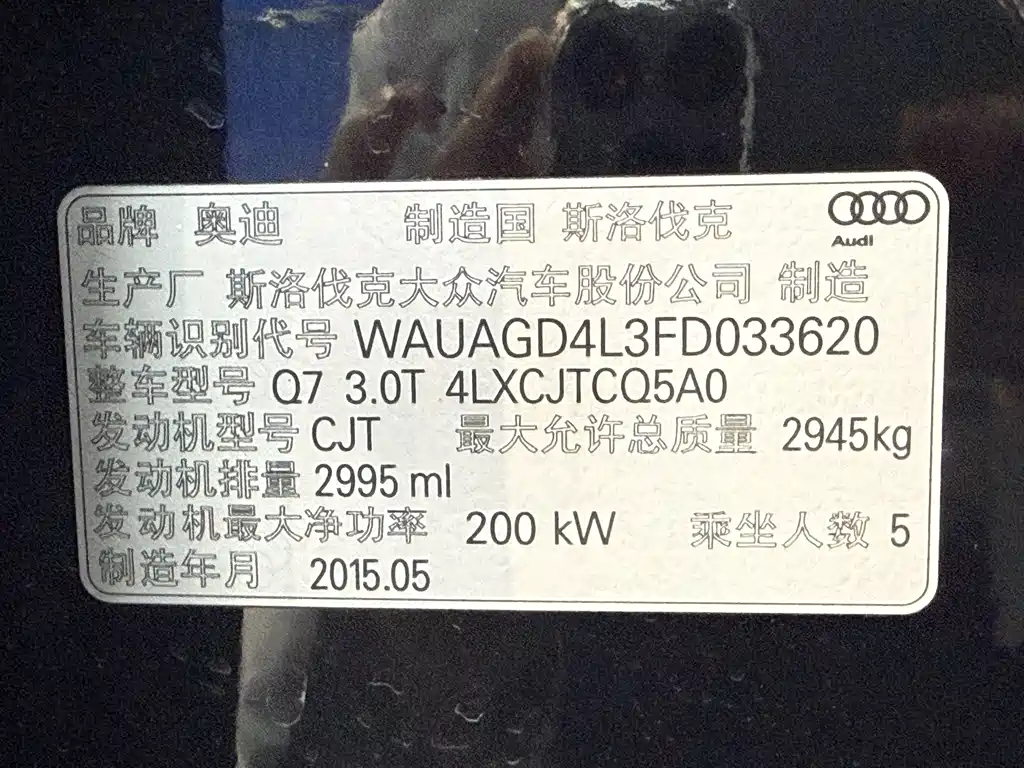 品牌 奥迪 制造国 斯洛伐克
Audi
生产厂 斯洛伐克大众汽车股份公司 制造
车辆识别代号 WAUAGD4L3FD033620
整车型号 Q7 3.0T 4LXCJTCQ5A0
发动机型号 CJT 最大允许总质量 2945kg
发动机排量 2995 ml
发动机最大净功率 200 kW 乘坐人数 5
制造年月 2015.05